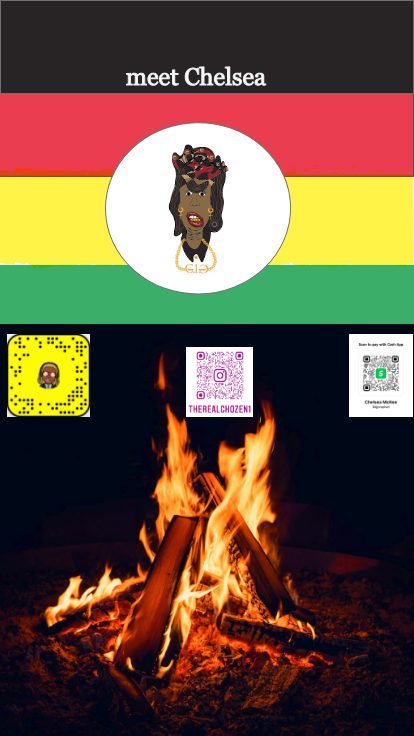 meet Chelsea
THEREALCHOZEN1
Scan to pay with Cash App
Chelsea McKee